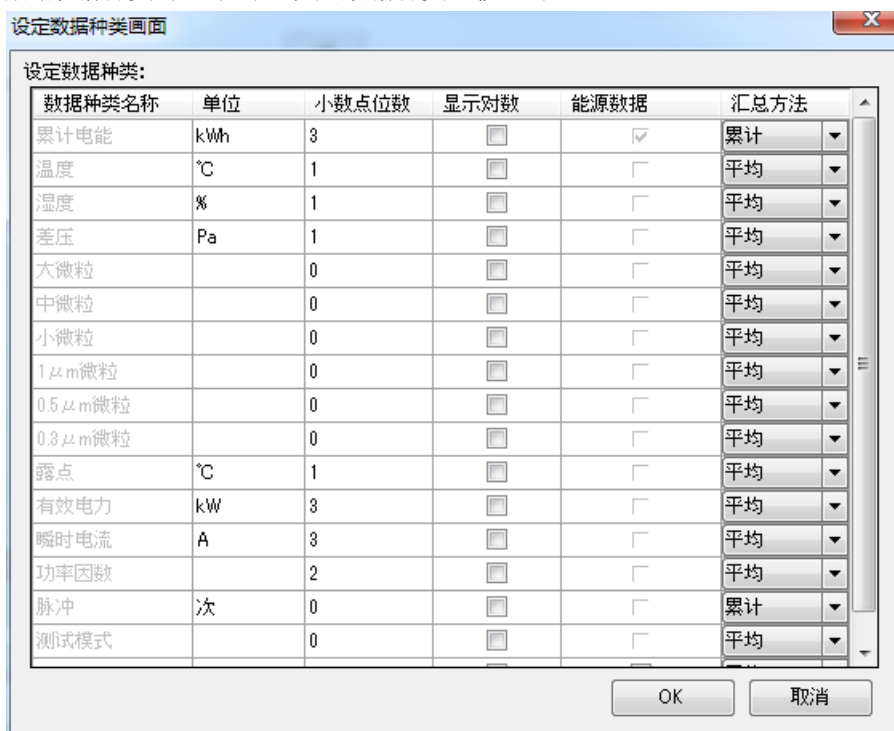 设定数据种类画面
设定数据种类:
数据种类名称 单位 小数点位数 显示对数 能源数据 汇总方法
累计电能 kWh 3 累计
温度 ℃ 1 平均
湿度 % 1 平均
差压 Pa 1 平均
大微粒 0 平均
中微粒 0 平均
小微粒 0 平均
1μm微粒 0 平均
0.5μm微粒 0 平均
0.3μm微粒 0 平均
露点 ℃ 1 平均
有效电力 kW 3 平均
瞬时电流 A 3 平均
功率因数 2 平均
脉冲 次 0 累计
测试模式 0 平均
OK 取消